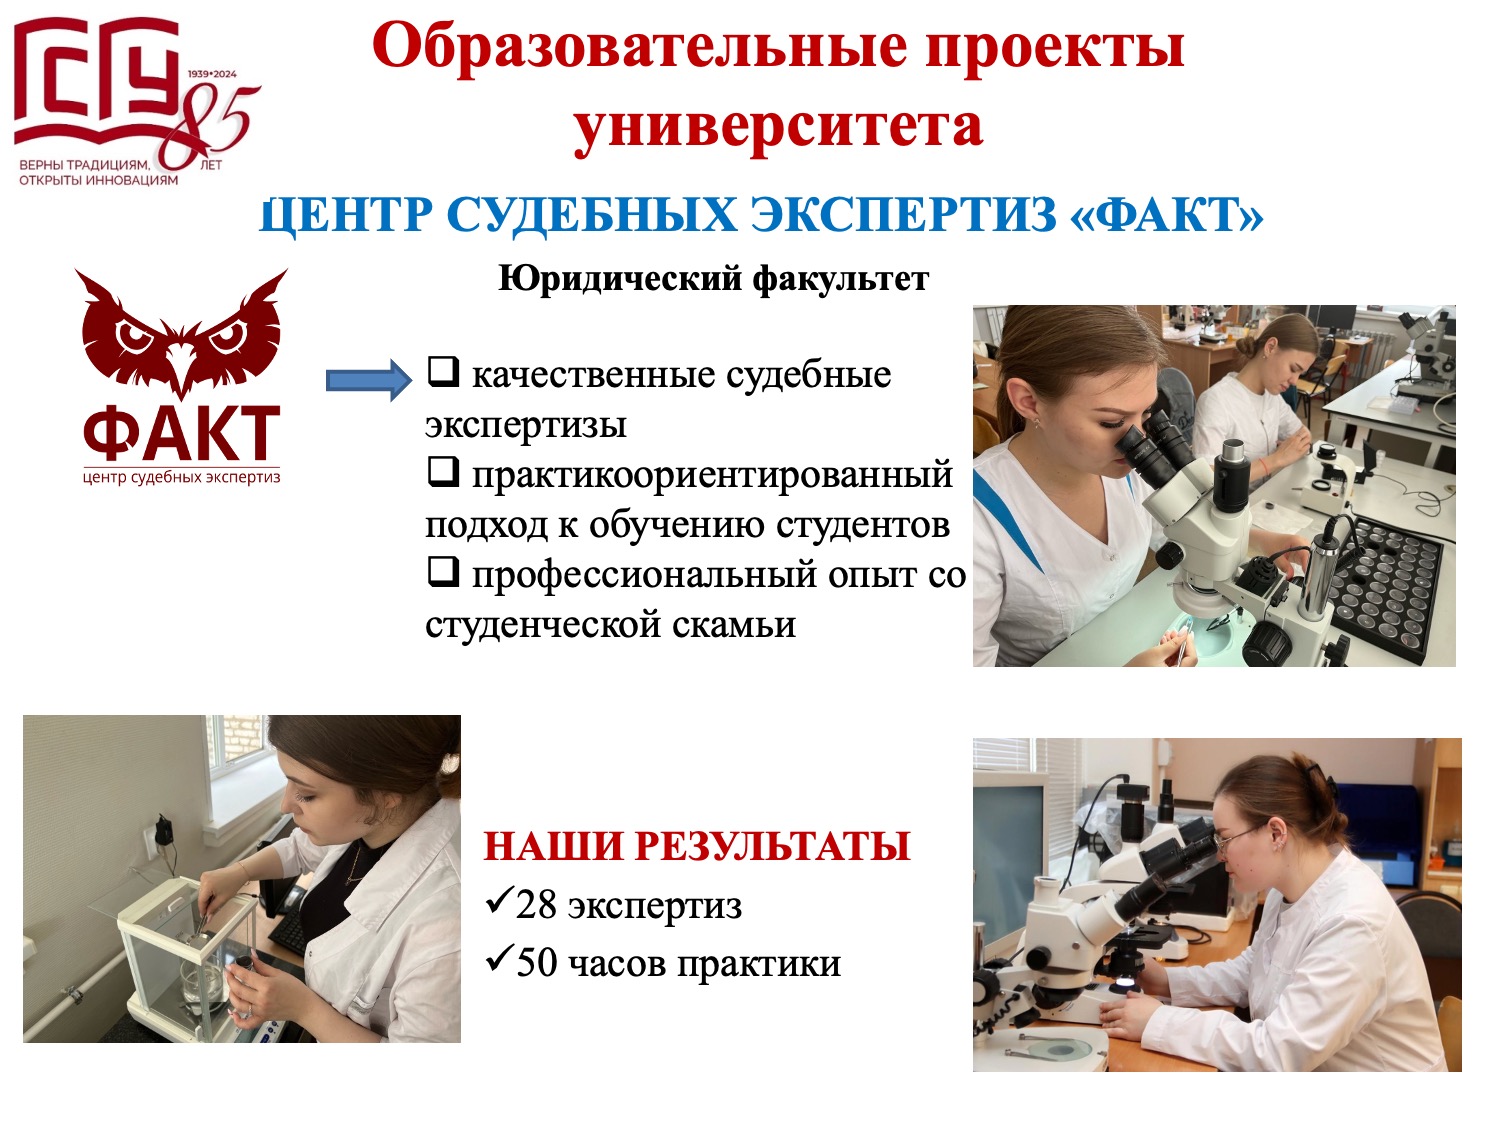 ГСГУ
1939•2024
85
ЛЕТ
ВЕРНЫ ТРАДИЦИЯМ,
ОТКРЫТЫ ИННОВАЦИЯМ
Образовательные проекты
университета
ЦЕНТР СУДЕБНЫХ ЭКСПЕРТИЗ «ФАКТ»
Юридический факультет
ФАКТ
центр судебных экспертиз
качественные судебные
экспертизы
практикоориентированный
подход к обучению студентов
профессиональный опыт со
студенческой скамьи
НАШИ РЕЗУЛЬТАТЫ
28 экспертиз
50 часов практики